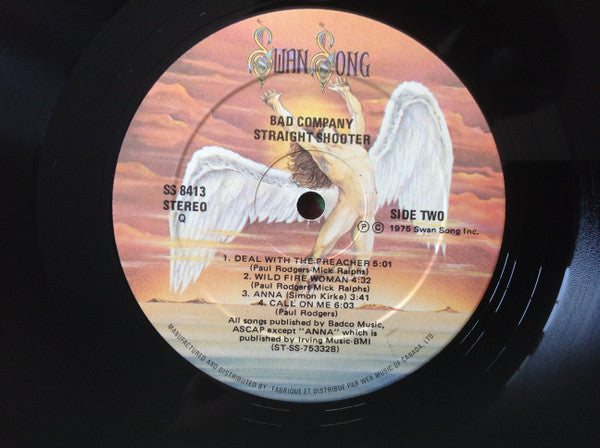 SWAN SONG
BAD COMPANY
STRAIGHT SHOOTER
SS 8413
STEREO
Q
SIDE TWO
Ⓟ © 1975 Swan Song Inc.
1. DEAL WITH THE PREACHER 5:01
(Paul Rodgers-Mick Ralphs)
2. WILD FIRE WOMAN 4:32
(Paul Rodgers-Mick Ralphs)
3. ANNA (Simon Kirke) 3:41
4. CALL ON ME 6:03
(Paul Rodgers)
All songs published by Badco Music,
ASCAP except "ANNA" which is
published by Irving Music-BMI
(ST-SS-753328)
MANUFACTURED AND DISTRIBUTED BY / FABRIQUE ET DISTRIBUE PAR WEA MUSIC OF CANADA, LTD.